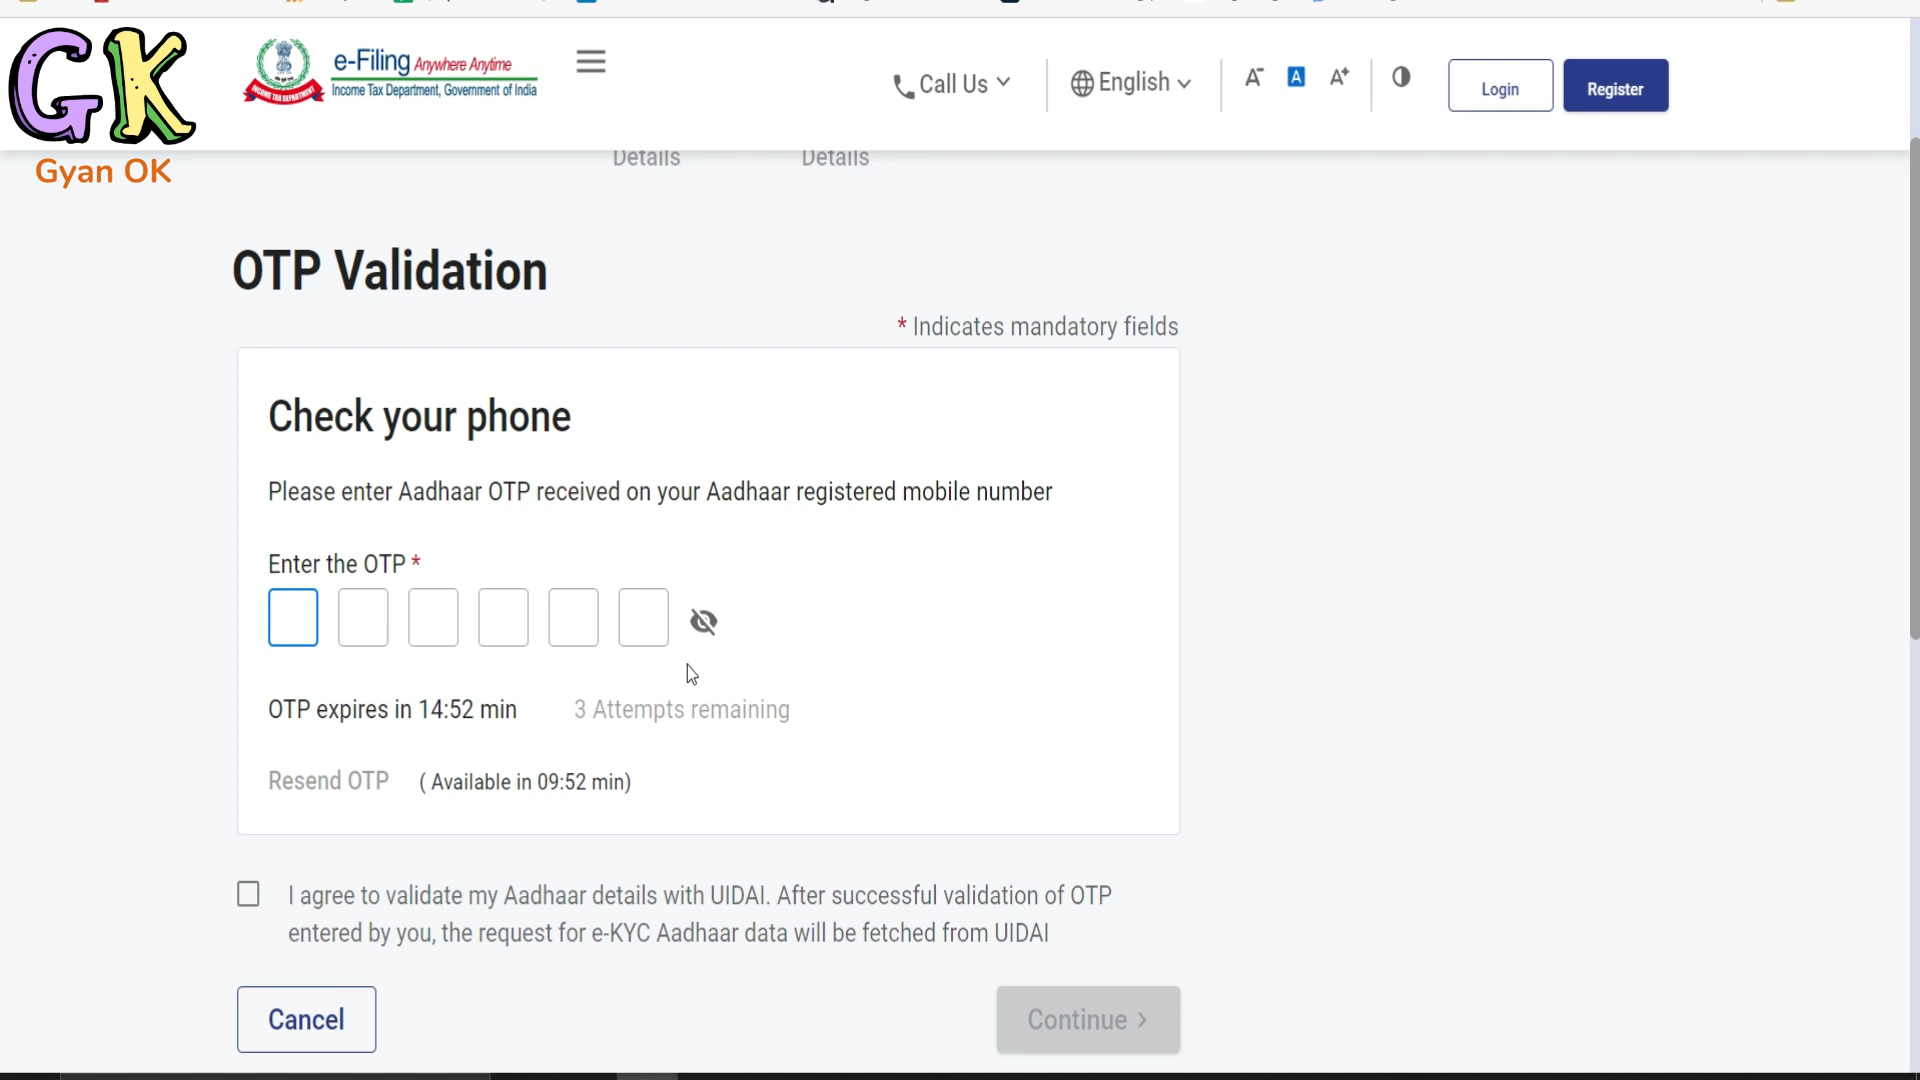 GK
Gyan OK
e-Filing Anywhere Anytime
Income Tax Department, Government of India
INCOME TAX DEPARTMENT
Call Us
English
A-
A
A+
Login
Register
Details
Details
OTP Validation
* Indicates mandatory fields
Check your phone
Please enter Aadhaar OTP received on your Aadhaar registered mobile number
Enter the OTP *
OTP expires in 14:52 min
3 Attempts remaining
Resend OTP
( Available in 09:52 min)
I agree to validate my Aadhaar details with UIDAI. After successful validation of OTP
entered by you, the request for e-KYC Aadhaar data will be fetched from UIDAI
Cancel
Continue >